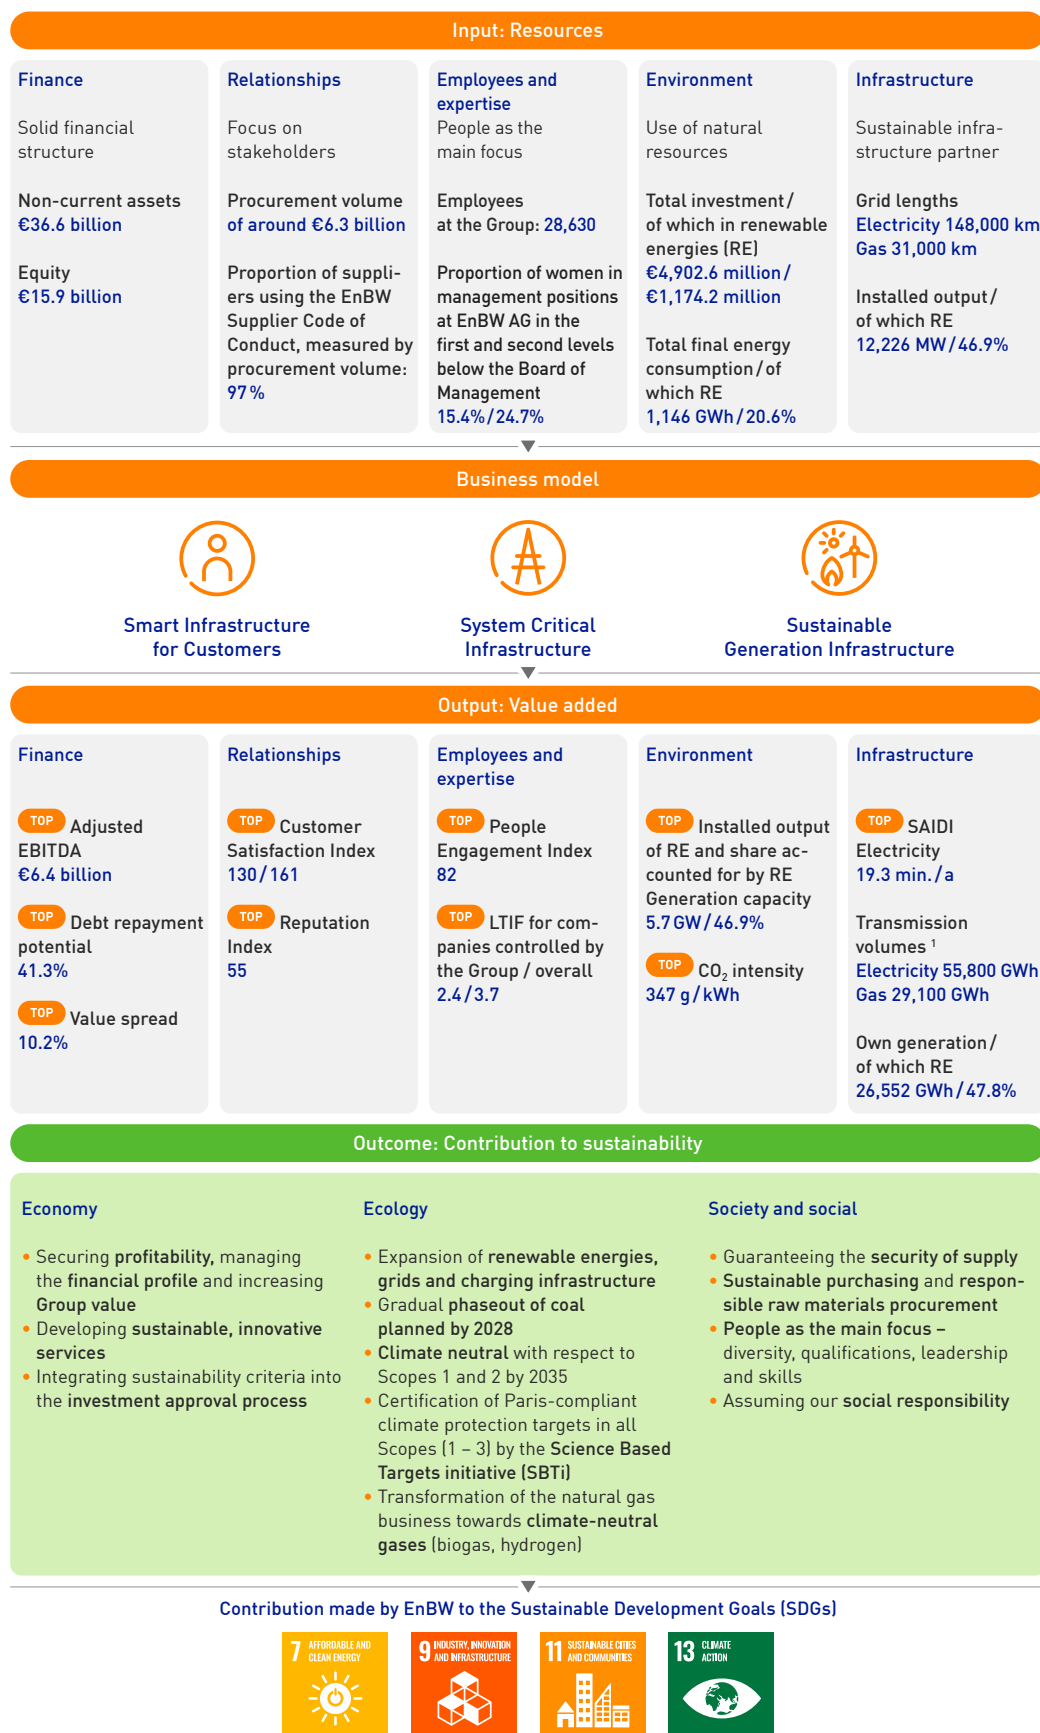 Input: Resources
Finance
Solid financial
structure
Non-current assets
€36.6 billion
Equity
€15.9 billion
Relationships
Focus on
stakeholders
Procurement volume
of around €6.3 billion
Proportion of suppli-
ers using the EnBW
Supplier Code of
Conduct, measured by
procurement volume:
97%
Employees and
expertise
People as the
main focus
Employees
at the Group: 28,630
Proportion of women in
management positions
at EnBW AG in the
first and second levels
below the Board of
Management
15.4%/24.7%
Environment
Use of natural
resources
Total investment/
of which in renewable
energies (RE)
€4,902.6 million/
€1,174.2 million
Total final energy
consumption/of
which RE
1,146 GWh/20.6%
Infrastructure
Sustainable infra-
structure partner
Grid lengths
Electricity 148,000 km
Gas 31,000 km
Installed output/
of which RE
12,226 MW/46.9%
Business model
Smart Infrastructure
for Customers
System Critical
Infrastructure
Sustainable
Generation Infrastructure
Output: Value added
Finance
TOP Adjusted
EBITDA
€6.4 billion
TOP Debt repayment
potential
41.3%
TOP Value spread
10.2%
Relationships
TOP Customer
Satisfaction Index
130/161
TOP Reputation
Index
55
Employees and
expertise
TOP People
Engagement Index
82
TOP LTIF for com-
panies controlled by
the Group / overall
2.4/3.7
Environment
TOP Installed output
of RE and share ac-
counted for by RE
Generation capacity
5.7 GW/46.9%
TOP CO₂ intensity
347 g/kWh
Infrastructure
TOP SAIDI
Electricity
19.3 min./a
Transmission
volumes ¹
Electricity 55,800 GWh
Gas 29,100 GWh
Own generation/
of which RE
26,552 GWh/47.8%
Outcome: Contribution to sustainability
Economy
• Securing profitability, managing
the financial profile and increasing
Group value
• Developing sustainable, innovative
services
• Integrating sustainability criteria into
the investment approval process
Ecology
• Expansion of renewable energies,
grids and charging infrastructure
• Gradual phaseout of coal
planned by 2028
• Climate neutral with respect to
Scopes 1 and 2 by 2035
• Certification of Paris-compliant
climate protection targets in all
Scopes (1 – 3) by the Science Based
Targets initiative (SBTi)
• Transformation of the natural gas
business towards climate-neutral
gases (biogas, hydrogen)
Society and social
• Guaranteeing the security of supply
• Sustainable purchasing and respon-
sible raw materials procurement
• People as the main focus –
diversity, qualifications, leadership
and skills
• Assuming our social responsibility
Contribution made by EnBW to the Sustainable Development Goals (SDGs)
7 AFFORDABLE AND
CLEAN ENERGY
9 INDUSTRY, INNOVATION
AND INFRASTRUCTURE
11 SUSTAINABLE CITIES
AND COMMUNITIES
13 CLIMATE
ACTION